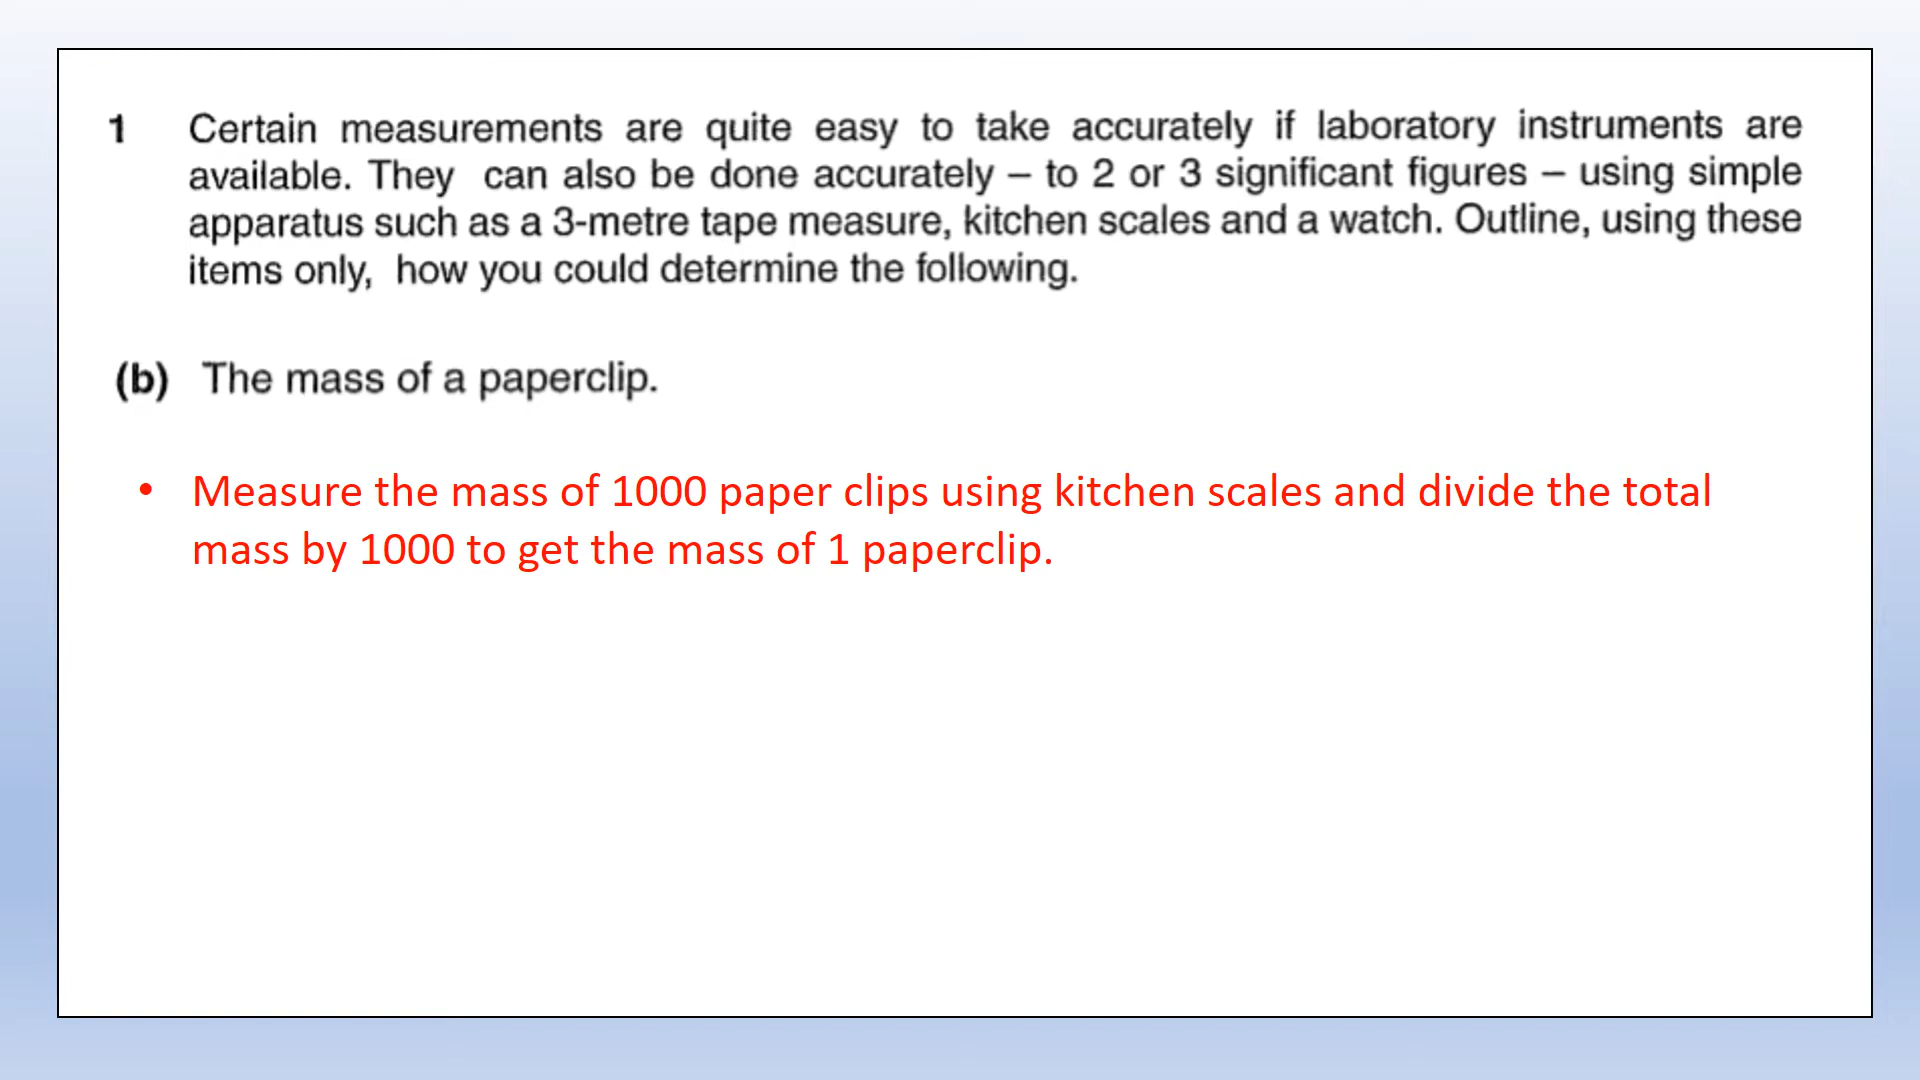 1 Certain measurements are quite easy to take accurately if laboratory instruments are
available. They can also be done accurately – to 2 or 3 significant figures – using simple
apparatus such as a 3-metre tape measure, kitchen scales and a watch. Outline, using these
items only, how you could determine the following.
(b) The mass of a paperclip.
• Measure the mass of 1000 paper clips using kitchen scales and divide the total
mass by 1000 to get the mass of 1 paperclip.